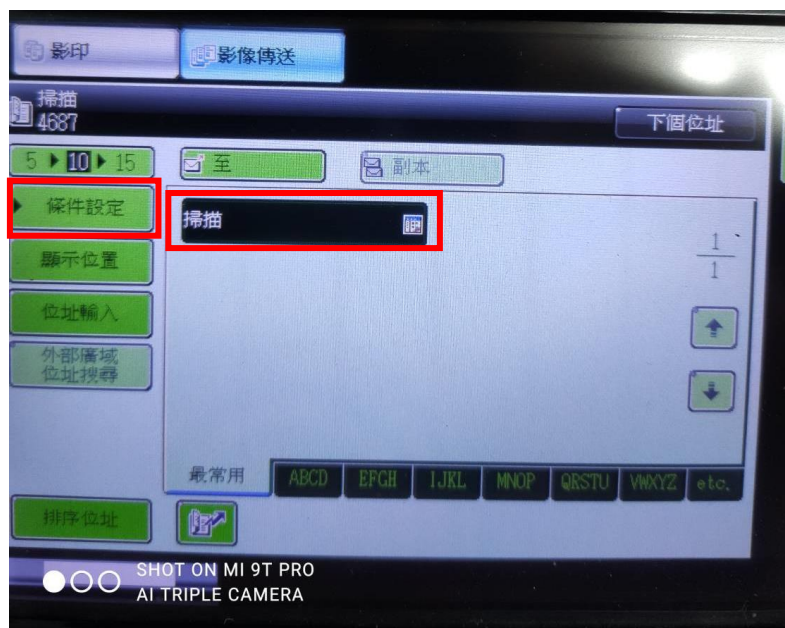 影印
影像傳送
掃描
4687
下個位址
5 ▶ 10 ▶ 15
至
副本
條件設定
掃描
1
1
顯示位置
位址輸入
外部廣域
位址搜尋
最常用
ABCD
EFGH
IJKL
MNOP
QRSTU
VWXYZ
etc.
排序位址
SHOT ON MI 9T PRO
AI TRIPLE CAMERA